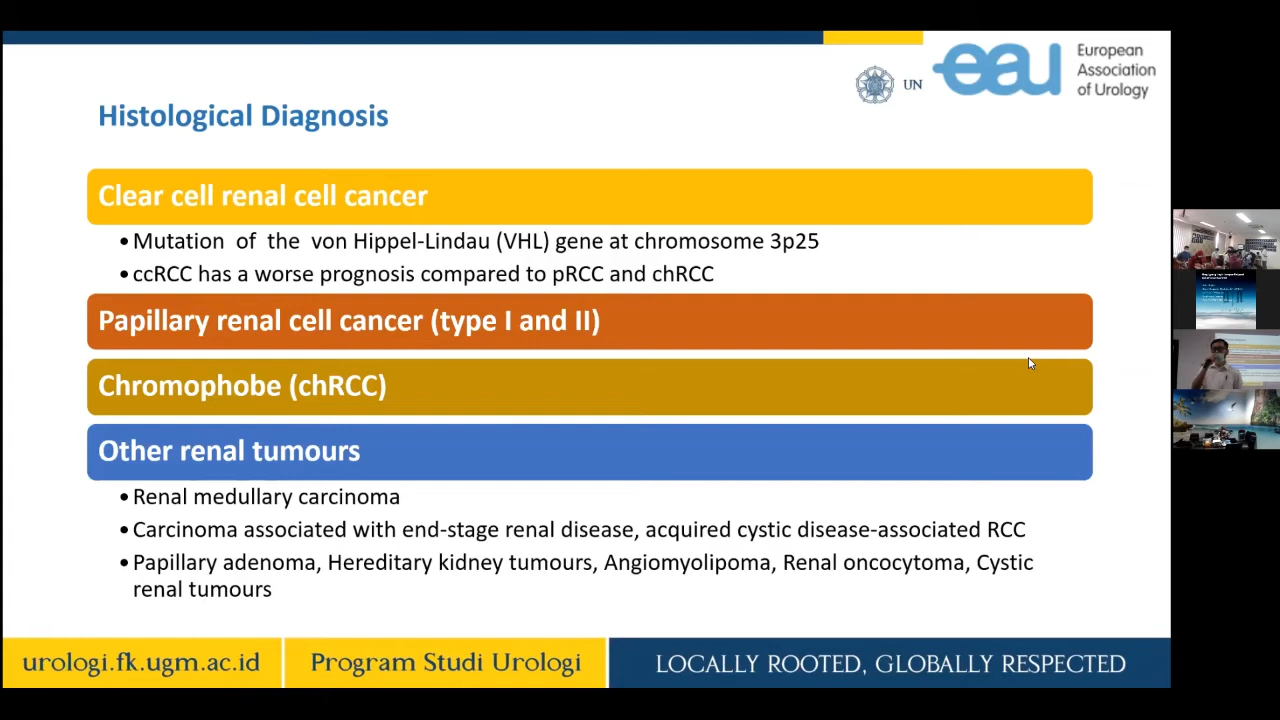 European
Association
of Urology
eau
UN
Histological Diagnosis
Clear cell renal cell cancer
•Mutation of the von Hippel-Lindau (VHL) gene at chromosome 3p25
•ccRCC has a worse prognosis compared to pRCC and chRCC
Papillary renal cell cancer (type I and II)
Chromophobe (chRCC)
Other renal tumours
•Renal medullary carcinoma
•Carcinoma associated with end-stage renal disease, acquired cystic disease-associated RCC
•Papillary adenoma, Hereditary kidney tumours, Angiomyolipoma, Renal oncocytoma, Cystic
renal tumours
urologi.fk.ugm.ac.id
Program Studi Urologi
LOCALLY ROOTED, GLOBALLY RESPECTED